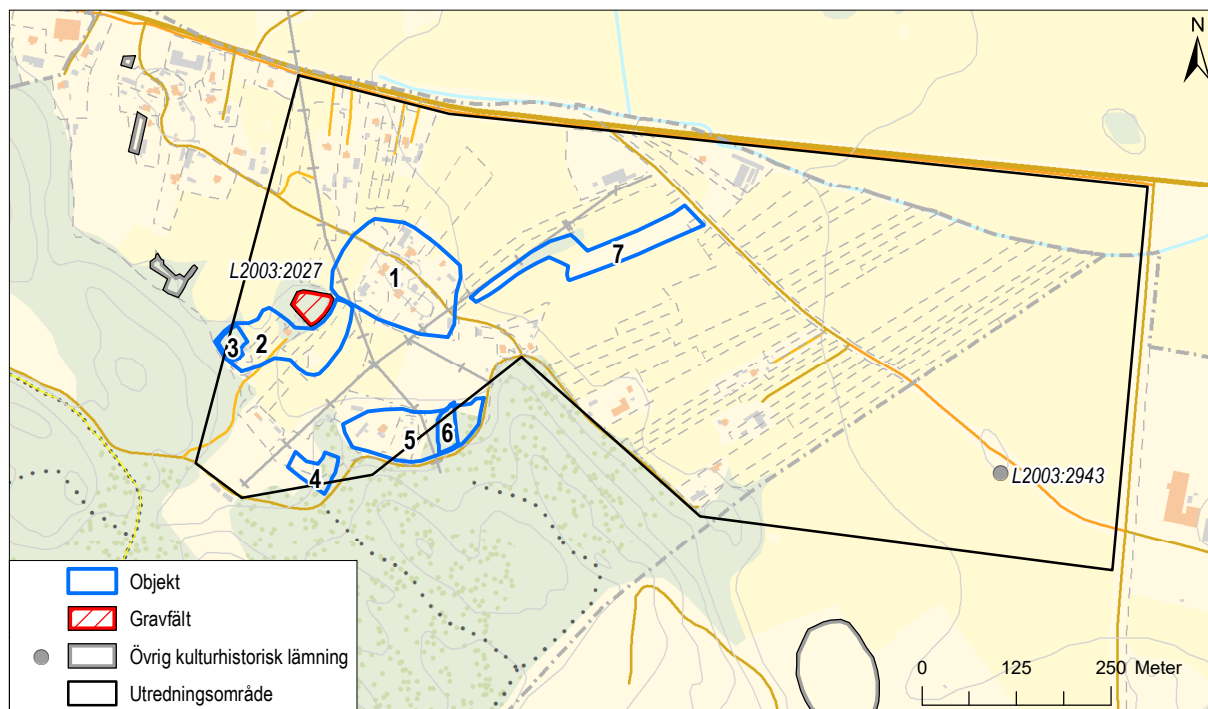 N
L2003:2027
1
7
3
2
5
6
4
L2003:2943
Objekt
Gravfält
Övrig kulturhistorisk lämning
Utredningsområde
0 125 250 Meter